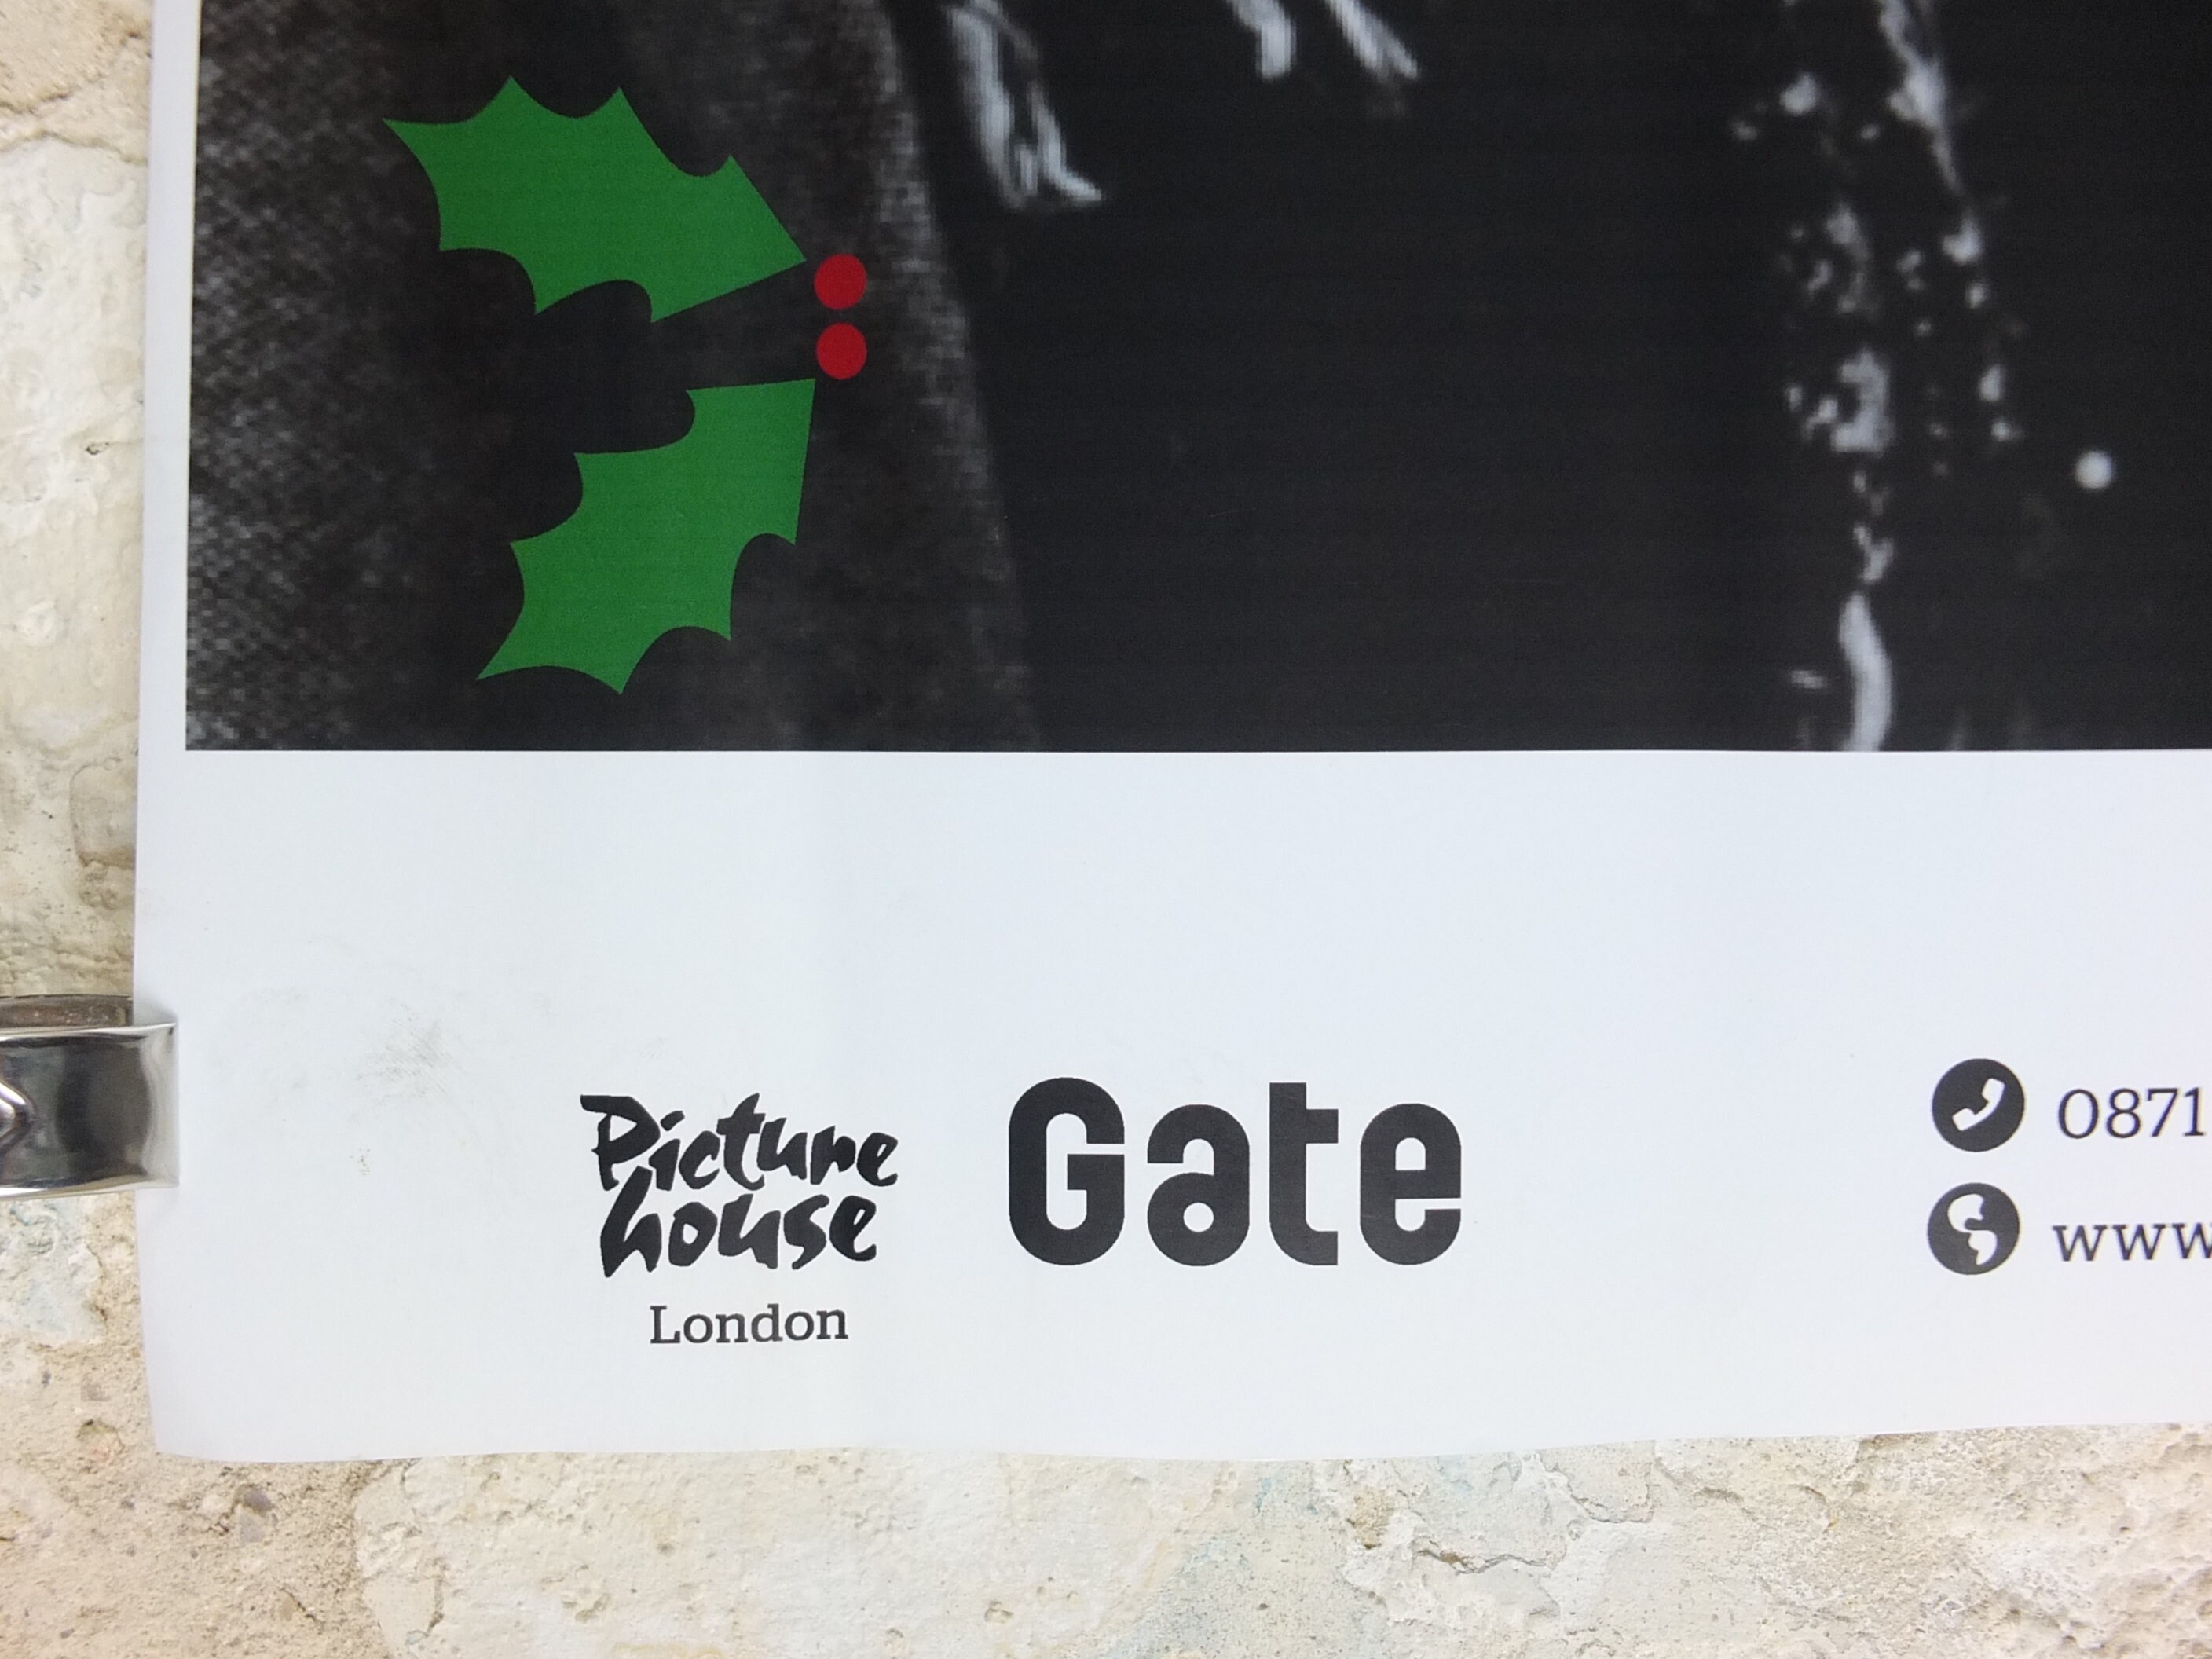 Picture
house
London
Gate
0871
www